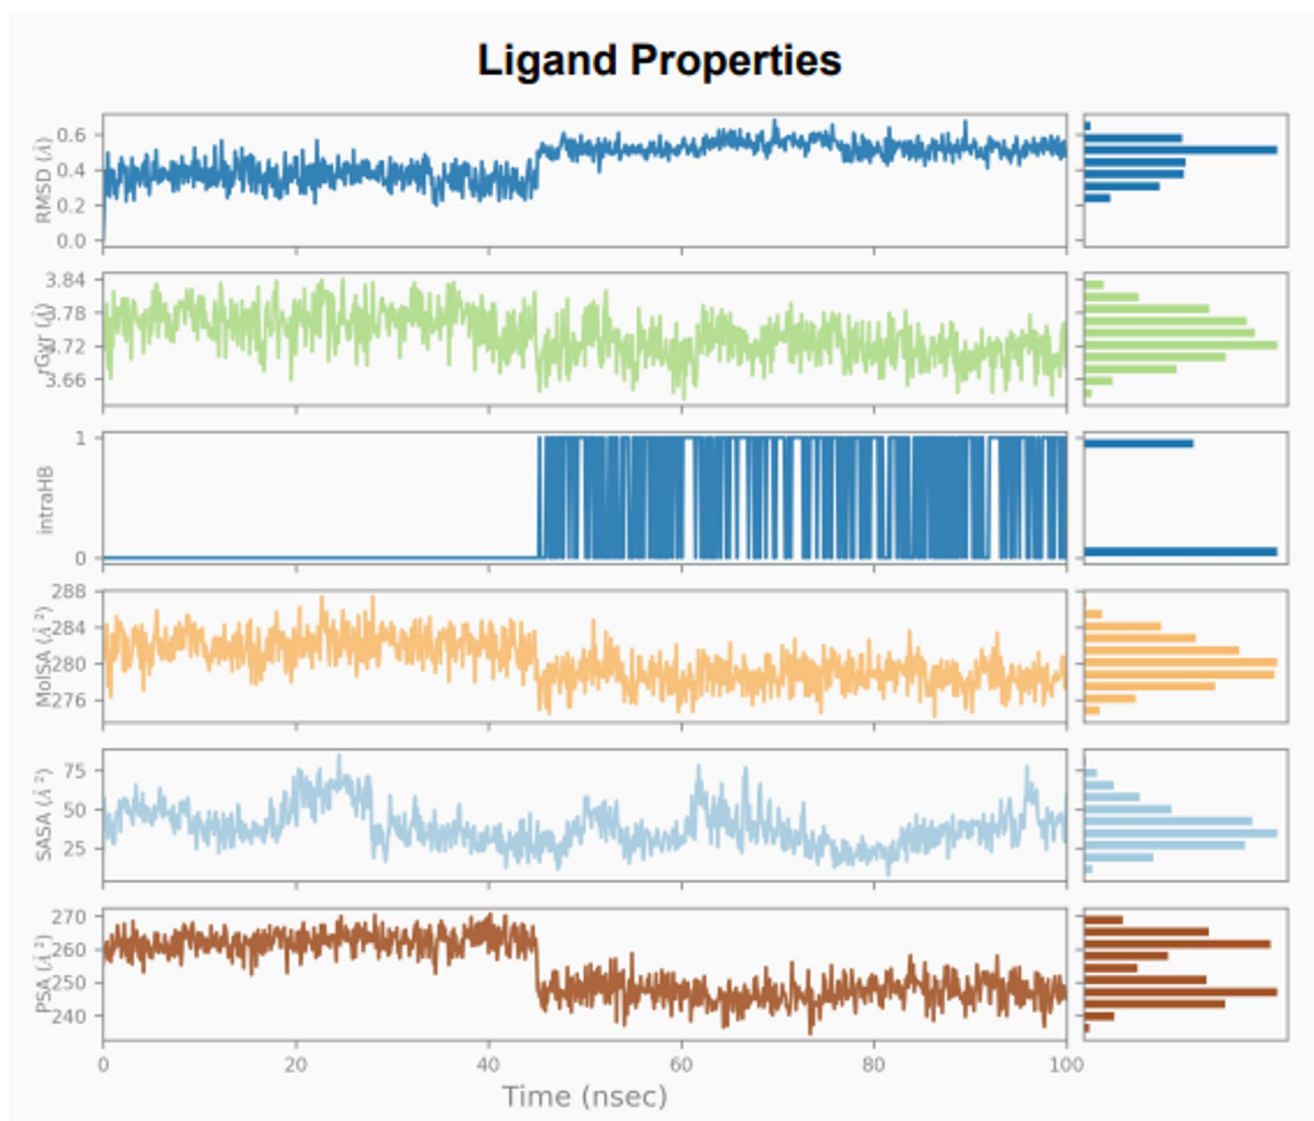 Ligand Properties
RMSD (Å)
0.6
0.4
0.2
0.0
rGyr (Å)
3.84
3.78
3.72
3.66
intraHB
1
0
MolSA (Å²)
288
284
280
276
SASA (Å²)
75
50
25
PSA (Å²)
270
260
250
240
0 20 40 60 80 100
Time (nsec)